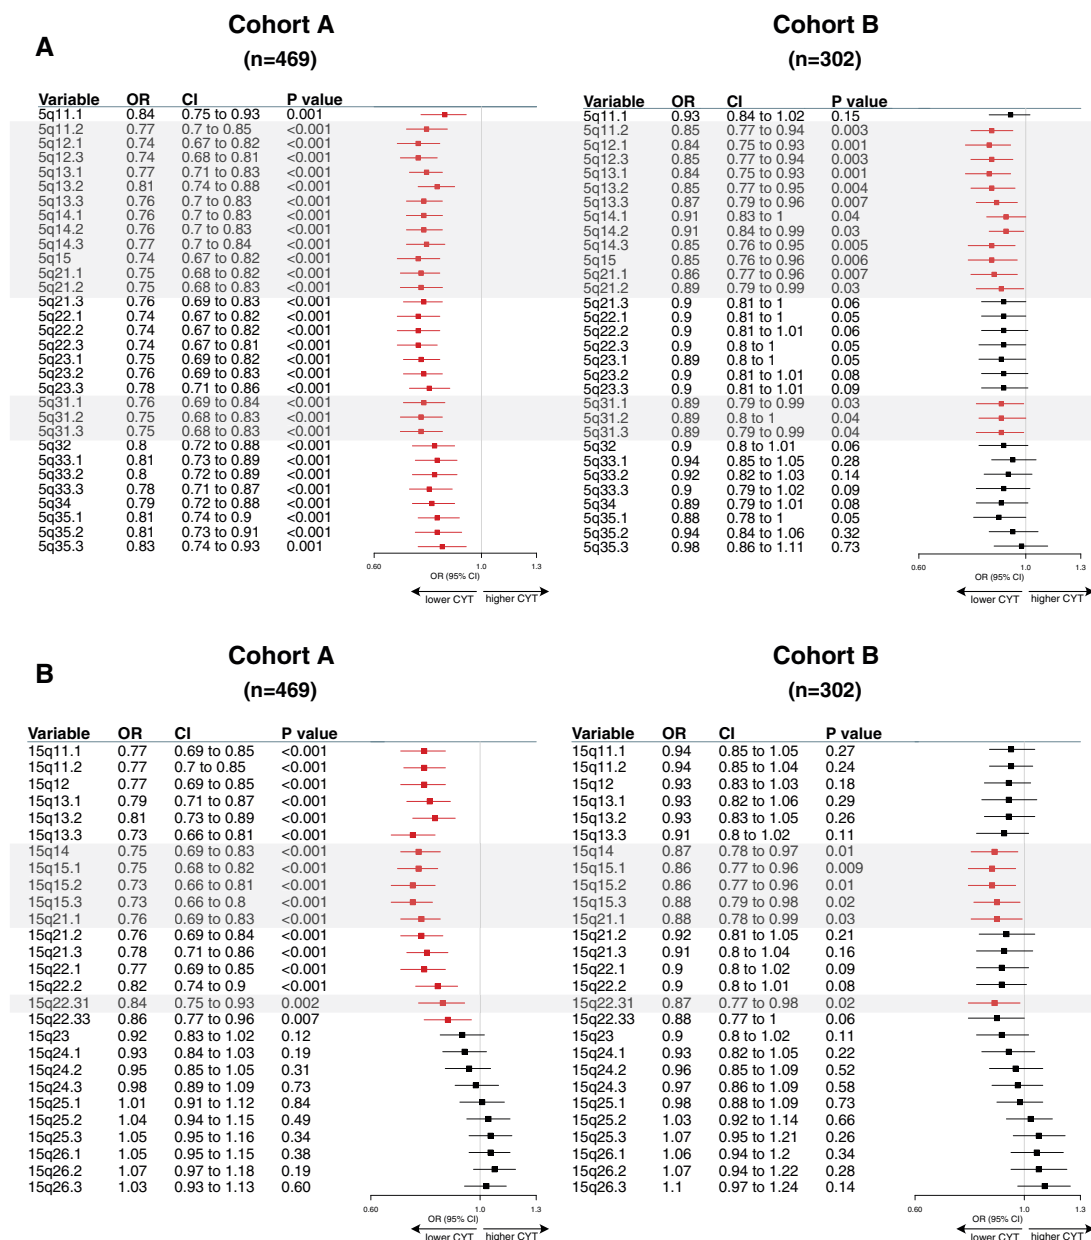 A
Cohort A
(n=469)
Variable OR CI P value
5q11.1 0.84 0.75 to 0.93 0.001
5q11.2 0.77 0.7 to 0.85 <0.001
5q12.1 0.74 0.67 to 0.82 <0.001
5q12.3 0.74 0.68 to 0.81 <0.001
5q13.1 0.77 0.71 to 0.83 <0.001
5q13.2 0.81 0.74 to 0.88 <0.001
5q13.3 0.76 0.7 to 0.83 <0.001
5q14.1 0.76 0.7 to 0.83 <0.001
5q14.2 0.76 0.7 to 0.83 <0.001
5q14.3 0.77 0.7 to 0.84 <0.001
5q15 0.74 0.67 to 0.82 <0.001
5q21.1 0.75 0.68 to 0.82 <0.001
5q21.2 0.75 0.68 to 0.83 <0.001
5q21.3 0.76 0.69 to 0.83 <0.001
5q22.1 0.74 0.67 to 0.82 <0.001
5q22.2 0.74 0.67 to 0.82 <0.001
5q22.3 0.74 0.67 to 0.81 <0.001
5q23.1 0.75 0.69 to 0.82 <0.001
5q23.2 0.76 0.69 to 0.83 <0.001
5q23.3 0.78 0.71 to 0.86 <0.001
5q31.1 0.76 0.69 to 0.84 <0.001
5q31.2 0.75 0.68 to 0.83 <0.001
5q31.3 0.75 0.68 to 0.83 <0.001
5q32 0.8 0.72 to 0.88 <0.001
5q33.1 0.81 0.73 to 0.89 <0.001
5q33.2 0.8 0.72 to 0.89 <0.001
5q33.3 0.78 0.71 to 0.87 <0.001
5q34 0.79 0.72 to 0.88 <0.001
5q35.1 0.81 0.74 to 0.9 <0.001
5q35.2 0.81 0.73 to 0.91 <0.001
5q35.3 0.83 0.74 to 0.93 0.001
0.60 1.0 1.3
OR (95% CI)
lower CYT higher CYT
Cohort B
(n=302)
Variable OR CI P value
5q11.1 0.93 0.84 to 1.02 0.15
5q11.2 0.85 0.77 to 0.94 0.003
5q12.1 0.84 0.75 to 0.93 0.001
5q12.3 0.85 0.77 to 0.94 0.003
5q13.1 0.84 0.75 to 0.93 0.001
5q13.2 0.85 0.77 to 0.95 0.004
5q13.3 0.87 0.79 to 0.96 0.007
5q14.1 0.91 0.83 to 1 0.04
5q14.2 0.91 0.84 to 0.99 0.03
5q14.3 0.85 0.76 to 0.95 0.005
5q15 0.85 0.76 to 0.96 0.006
5q21.1 0.86 0.77 to 0.96 0.007
5q21.2 0.89 0.79 to 0.99 0.03
5q21.3 0.9 0.81 to 1 0.06
5q22.1 0.9 0.81 to 1 0.05
5q22.2 0.9 0.81 to 1.01 0.06
5q22.3 0.9 0.8 to 1 0.05
5q23.1 0.89 0.8 to 1 0.05
5q23.2 0.9 0.81 to 1.01 0.08
5q23.3 0.9 0.81 to 1.01 0.09
5q31.1 0.89 0.79 to 0.99 0.03
5q31.2 0.89 0.8 to 1 0.04
5q31.3 0.89 0.79 to 0.99 0.04
5q32 0.9 0.8 to 1.01 0.06
5q33.1 0.94 0.85 to 1.05 0.28
5q33.2 0.92 0.82 to 1.03 0.14
5q33.3 0.9 0.79 to 1.02 0.09
5q34 0.89 0.79 to 1.01 0.08
5q35.1 0.88 0.78 to 1 0.05
5q35.2 0.94 0.84 to 1.06 0.32
5q35.3 0.98 0.86 to 1.11 0.73
0.60 1.0 1.3
OR (95% CI)
lower CYT higher CYT
B
Cohort A
(n=469)
Variable OR CI P value
15q11.1 0.77 0.69 to 0.85 <0.001
15q11.2 0.77 0.7 to 0.85 <0.001
15q12 0.77 0.69 to 0.85 <0.001
15q13.1 0.79 0.71 to 0.87 <0.001
15q13.2 0.81 0.73 to 0.89 <0.001
15q13.3 0.73 0.66 to 0.81 <0.001
15q14 0.75 0.69 to 0.83 <0.001
15q15.1 0.75 0.68 to 0.82 <0.001
15q15.2 0.73 0.66 to 0.81 <0.001
15q15.3 0.73 0.66 to 0.8 <0.001
15q21.1 0.76 0.69 to 0.83 <0.001
15q21.2 0.76 0.69 to 0.84 <0.001
15q21.3 0.78 0.71 to 0.86 <0.001
15q22.1 0.77 0.69 to 0.85 <0.001
15q22.2 0.82 0.74 to 0.9 <0.001
15q22.31 0.84 0.75 to 0.93 0.002
15q22.33 0.86 0.77 to 0.96 0.007
15q23 0.92 0.83 to 1.02 0.12
15q24.1 0.93 0.84 to 1.03 0.19
15q24.2 0.95 0.85 to 1.05 0.31
15q24.3 0.98 0.89 to 1.09 0.73
15q25.1 1.01 0.91 to 1.12 0.84
15q25.2 1.04 0.94 to 1.15 0.49
15q25.3 1.05 0.95 to 1.16 0.34
15q26.1 1.05 0.95 to 1.15 0.38
15q26.2 1.07 0.97 to 1.18 0.19
15q26.3 1.03 0.93 to 1.13 0.60
0.60 1.0 1.3
OR (95% CI)
lower CYT higher CYT
Cohort B
(n=302)
Variable OR CI P value
15q11.1 0.94 0.85 to 1.05 0.27
15q11.2 0.94 0.85 to 1.04 0.24
15q12 0.93 0.83 to 1.03 0.18
15q13.1 0.93 0.82 to 1.06 0.29
15q13.2 0.93 0.83 to 1.05 0.26
15q13.3 0.91 0.8 to 1.02 0.11
15q14 0.87 0.78 to 0.97 0.01
15q15.1 0.86 0.77 to 0.96 0.009
15q15.2 0.86 0.77 to 0.96 0.01
15q15.3 0.88 0.79 to 0.98 0.02
15q21.1 0.88 0.78 to 0.99 0.03
15q21.2 0.92 0.81 to 1.05 0.21
15q21.3 0.91 0.8 to 1.04 0.16
15q22.1 0.9 0.8 to 1.02 0.09
15q22.2 0.9 0.8 to 1.01 0.08
15q22.31 0.87 0.77 to 0.98 0.02
15q22.33 0.88 0.77 to 1 0.06
15q23 0.9 0.8 to 1.02 0.11
15q24.1 0.93 0.82 to 1.05 0.22
15q24.2 0.96 0.85 to 1.09 0.52
15q24.3 0.97 0.86 to 1.09 0.58
15q25.1 0.98 0.88 to 1.09 0.73
15q25.2 1.03 0.92 to 1.14 0.66
15q25.3 1.07 0.95 to 1.21 0.26
15q26.1 1.06 0.94 to 1.2 0.34
15q26.2 1.07 0.94 to 1.22 0.28
15q26.3 1.1 0.97 to 1.24 0.14
0.60 1.0 1.3
OR (95% CI)
lower CYT higher CYT